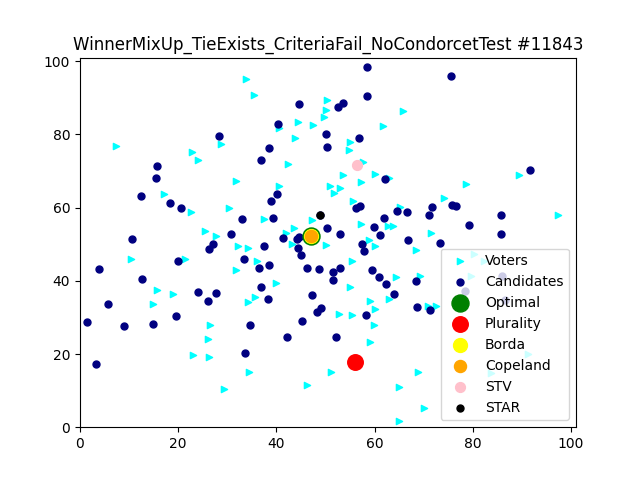 WinnerMixUp_TieExists_CriteriaFail_NoCondorcetTest #11843
100
80
60
40
20
0
0 20 40 60 80 100
Voters
Candidates
Optimal
Plurality
Borda
Copeland
STV
STAR